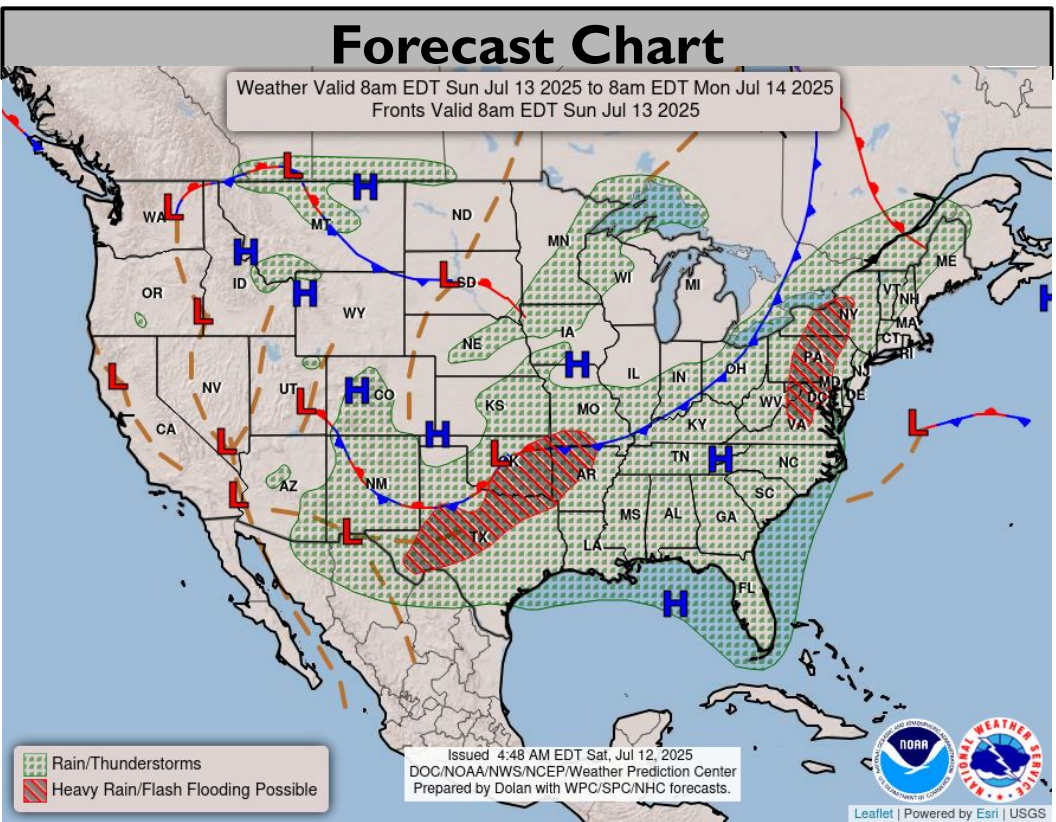 Forecast Chart
Weather Valid 8am EDT Sun Jul 13 2025 to 8am EDT Mon Jul 14 2025
Fronts Valid 8am EDT Sun Jul 13 2025
L
H
WA L
MT
ND
MN
ME
H
ID
H
L SD
WI
MI
VT
NH
OR
L
WY
NY
MA
H
CT
RI
IA
NE
PA
NJ
L
NV
UT
H
CO
H
IL
IN
OH
MD
DE
DC
L
KS
MO
WV
VA
L
CA
L
H
KY
L OK
TN
H
NC
AZ
L
NM
AR
SC
L
TX
MS
AL
GA
LA
FL
H
Rain/Thunderstorms
Heavy Rain/Flash Flooding Possible
Issued 4:48 AM EDT Sat, Jul 12, 2025
DOC/NOAA/NWS/NCEP/Weather Prediction Center
Prepared by Dolan with WPC/SPC/NHC forecasts.
NOAA
NATIONAL WEATHER SERVICE
Leaflet | Powered by Esri | USGS